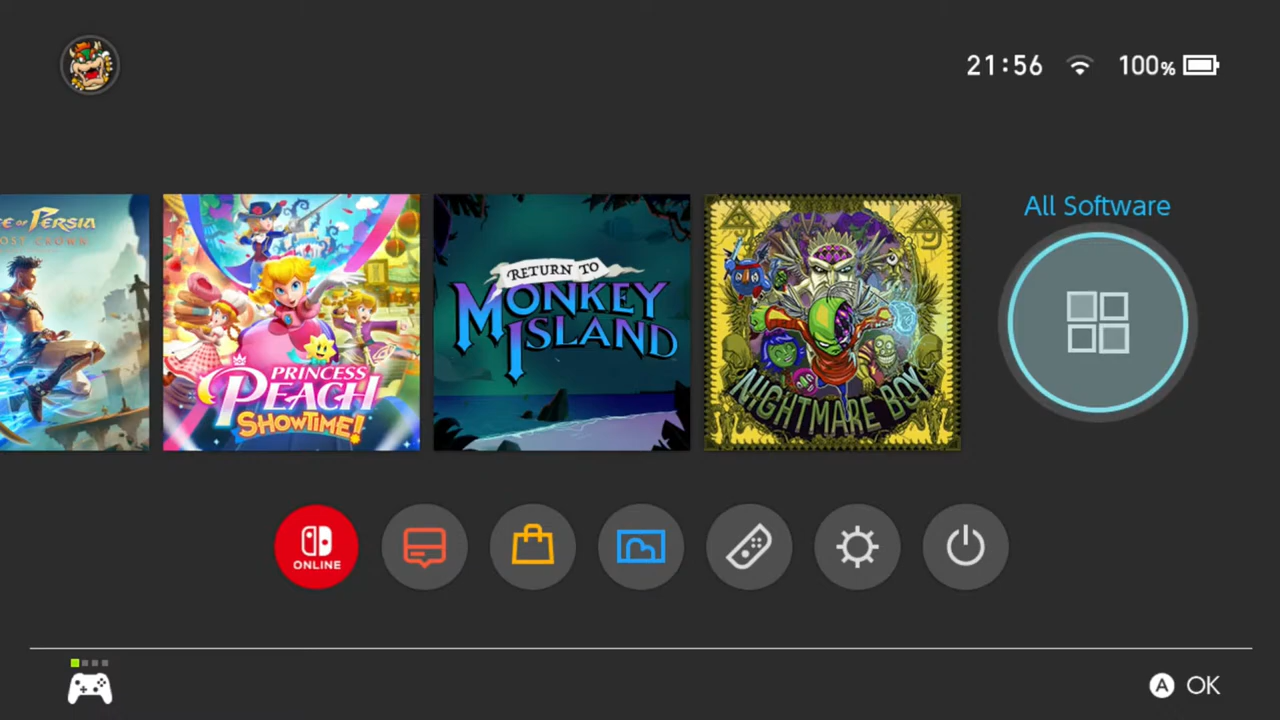 21:56
100%
All Software
E OF PERSIA
OST CROWN
PRINCESS
PEACH
SHOWTIME!
RETURN TO
MONKEY
ISLAND
NIGHTMARE BOY
ONLINE
A OK